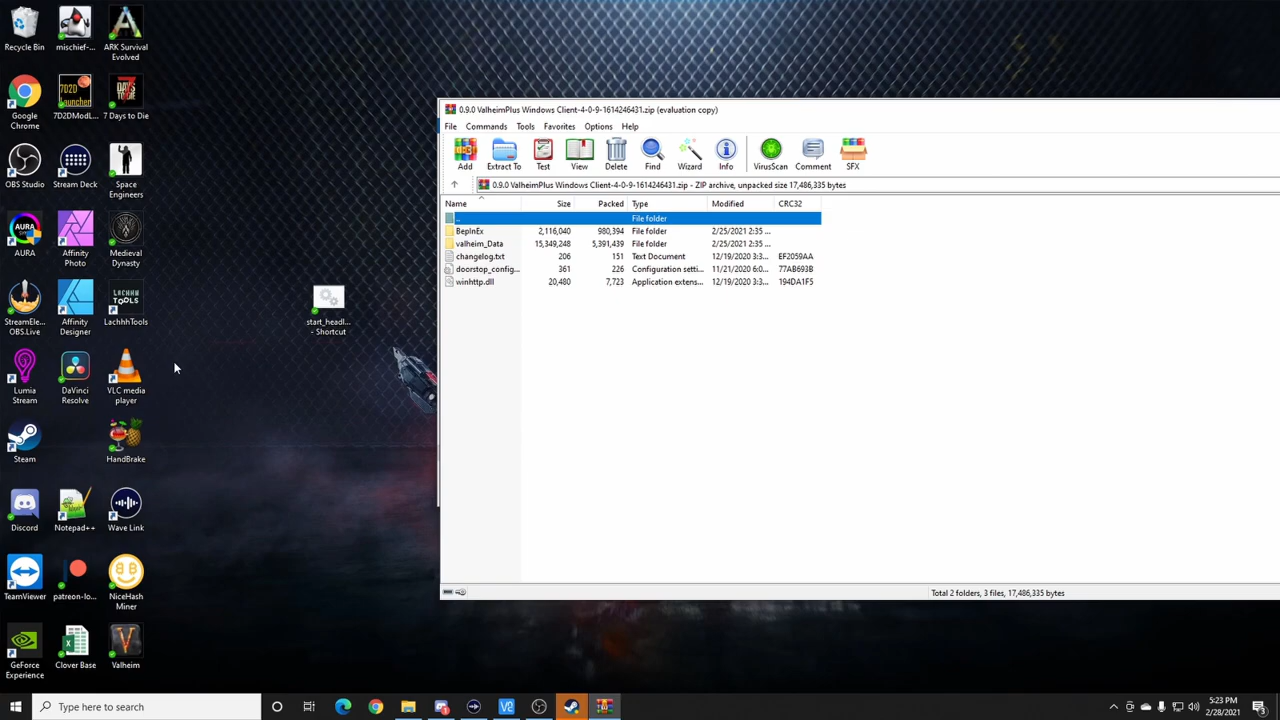 Recycle Bin
mischief-...
ARK Survival
Evolved
Google
Chrome
7D2DModL...
7 Days to Die
OBS Studio
Stream Deck
Space
Engineers
AURA
Affinity
Photo
Medieval
Dynasty
StreamEle...
OBS.Live
Affinity
Designer
LachhhTools
Lumia
Stream
DaVinci
Resolve
VLC media
player
Steam
HandBrake
Discord
Notepad++
Wave Link
TeamViewer
patreon-lo...
NiceHash
Miner
GeForce
Experience
Clover Base
Valheim
start_headl...
- Shortcut
0.9.0 ValheimPlus Windows Client-4-0-9-1614246431.zip (evaluation copy)
File Commands Tools Favorites Options Help
Add Extract To Test View Delete Find Wizard Info VirusScan Comment SFX
0.9.0 ValheimPlus Windows Client-4-0-9-1614246431.zip - ZIP archive, unpacked size 17,486,335 bytes
Name Size Packed Type Modified CRC32
.. File folder
BepInEx 2,116,040 980,394 File folder 2/25/2021 2:35 ...
valheim_Data 15,349,248 5,391,439 File folder 2/25/2021 2:35 ...
changelog.txt 206 151 Text Document 12/19/2020 3:3... EF2059AA
doorstop_config... 361 226 Configuration setti... 11/21/2020 6:0... 77AB693B
winhttp.dll 20,480 7,723 Application extens... 12/19/2020 3:3... 194DA1F5
Total 2 folders, 3 files, 17,486,335 bytes
Type here to search
5:23 PM
2/28/2021